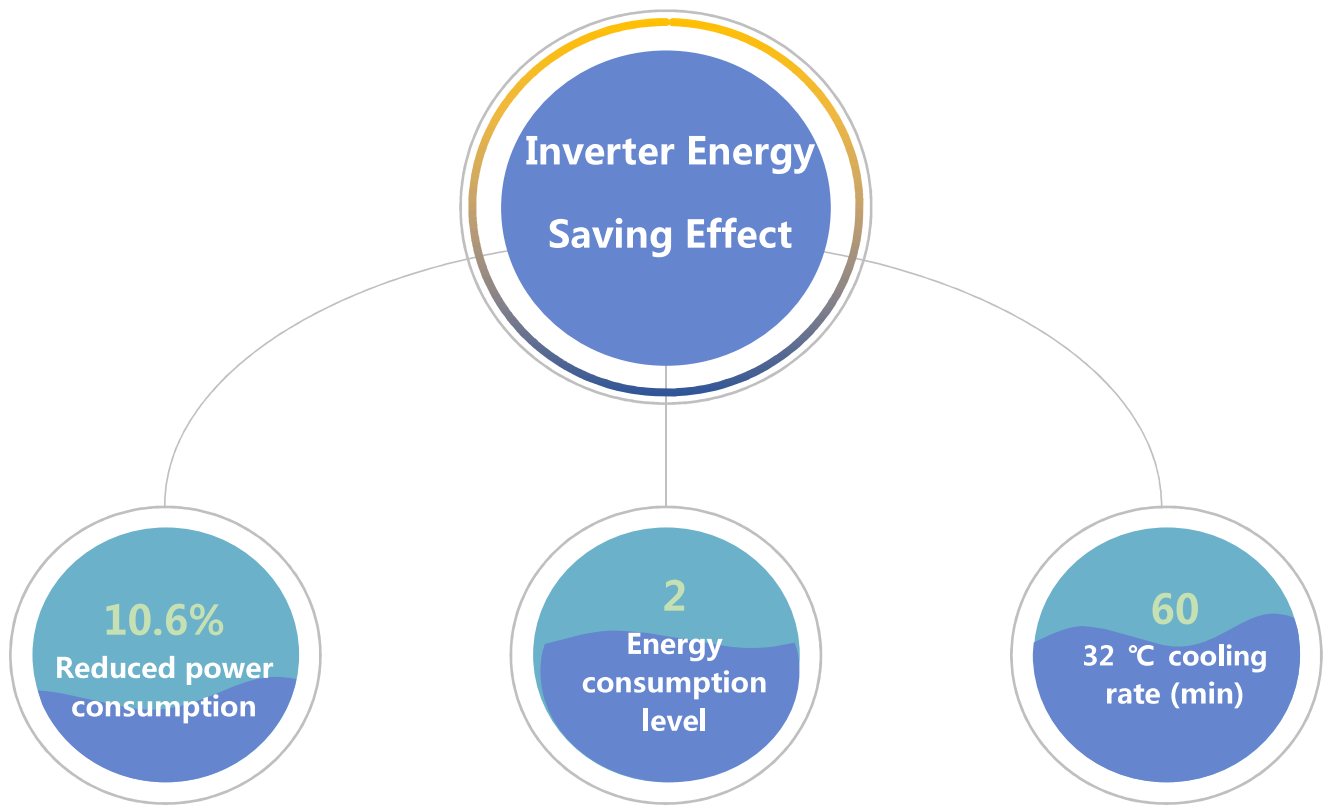 Inverter Energy
Saving Effect
10.6%
Reduced power
consumption
2
Energy
consumption
level
60
32 ℃ cooling
rate (min)